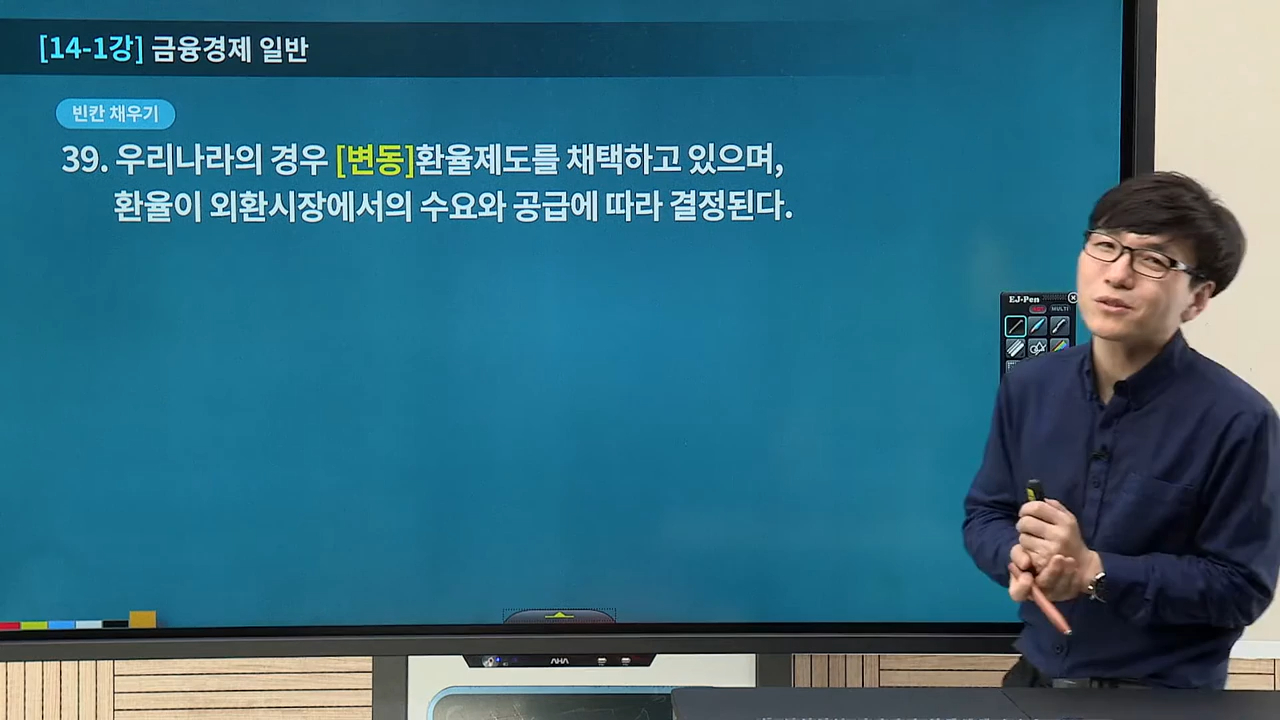 [14-1강] 금융경제 일반
빈칸 채우기
39. 우리나라의 경우 [변동]환율제도를 채택하고 있으며,
환율이 외환시장에서의 수요와 공급에 따라 결정된다.
EJ-Pen
MULTI
AHA